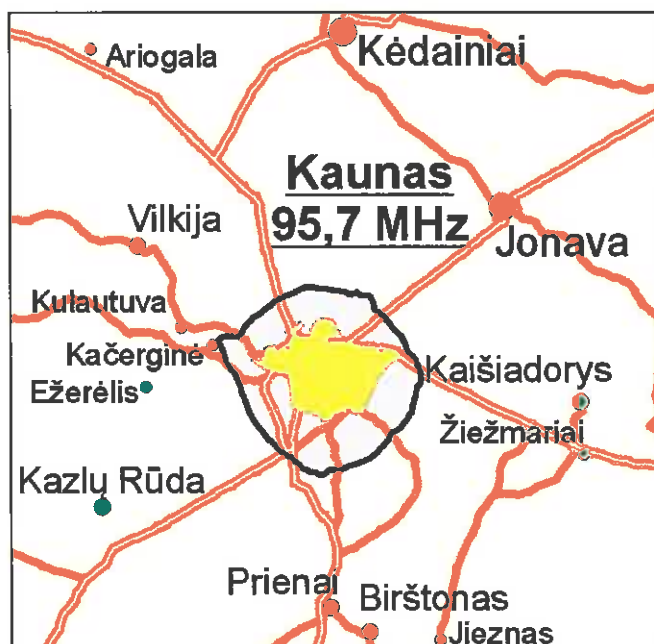 Ariogala
Kėdainiai
Kaunas
95,7 MHz
Vilkija
Jonava
Kulautuva
Kačerginė
Ežerėlis
Kaišiadorys
Žiežmariai
Kazlų Rūda
Prienai
Birštonas
Jieznas